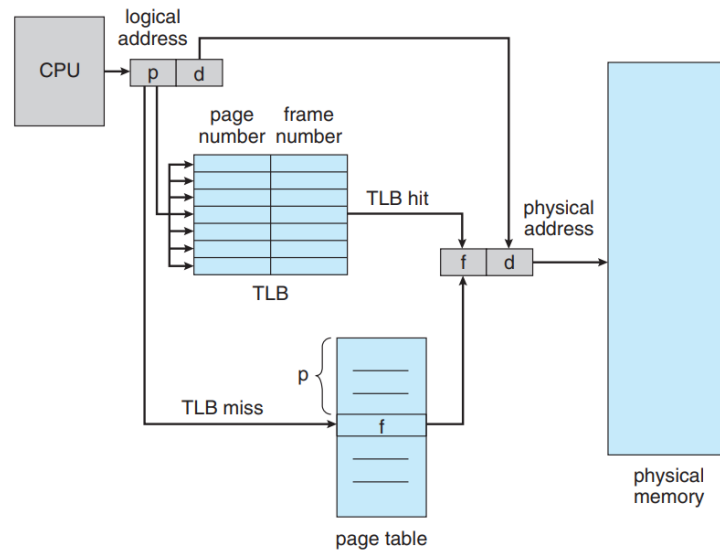 logical
address
CPU
p
d
page
number
frame
number
TLB hit
TLB
physical
address
f
d
p
TLB miss
f
page table
physical
memory